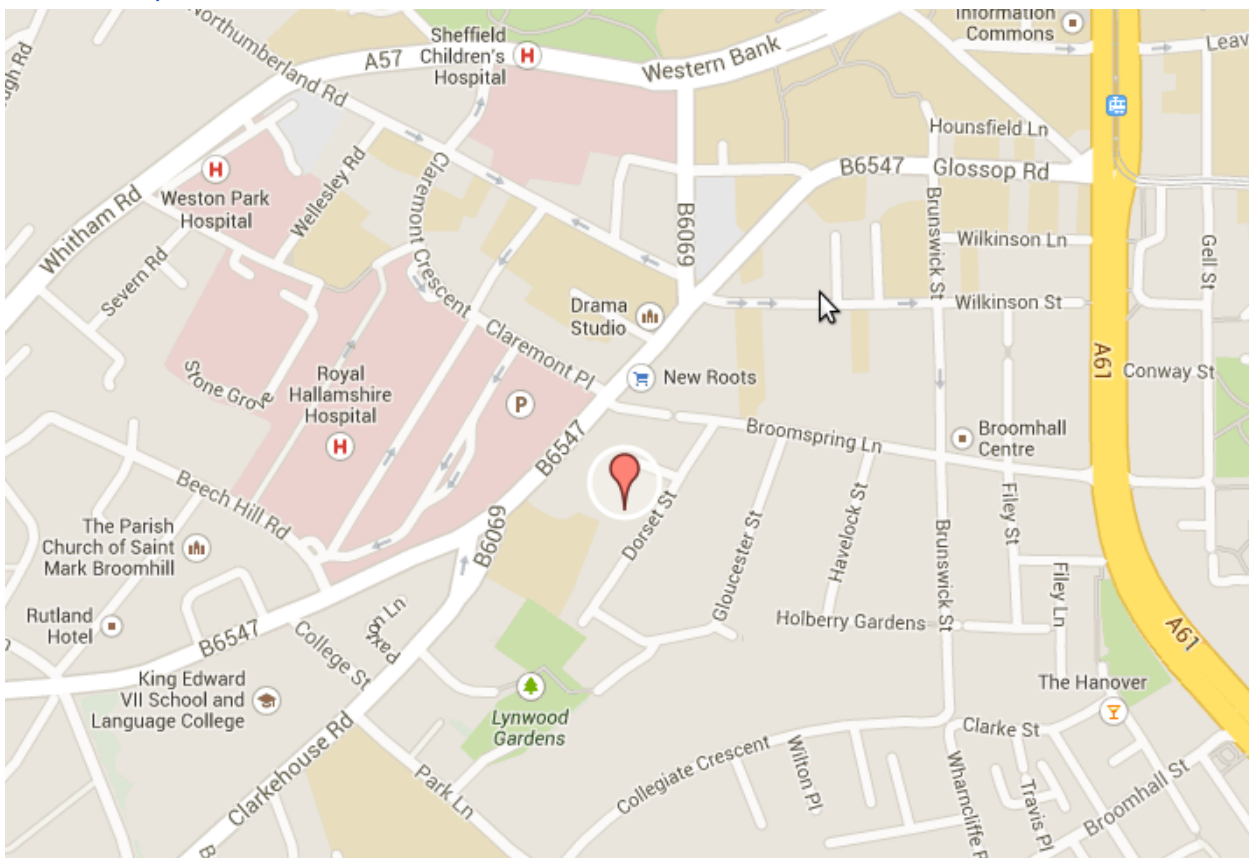 Information
Commons
Leav
Sheffield
Children's
Hospital
H
A57
Western Bank
Northumberland Rd
ugh Rd
Hounsfield Ln
B6547
Glossop Rd
H
Weston Park
Hospital
Wellesley Rd
Claremont Crescent
Whitham Rd
B6069
Brunswick St
Wilkinson Ln
Gell St
Severn Rd
Drama
Studio
Wilkinson St
Claremont Pl
A61
Conway St
Royal
Hallamshire
Hospital
H
Stone Grove
P
New Roots
Broomspring Ln
Broomhall
Centre
B6547
Beech Hill Rd
B6069
Dorset St
Gloucester St
Havelock St
Brunswick St
Filey St
Filey Ln
The Parish
Church of Saint
Mark Broomhill
Rutland
Hotel
B6547
College St
Paxton Ln
Holberry Gardens
A61
King Edward
VII School and
Language College
Lynwood
Gardens
The Hanover
Clarke St
Clarkehouse Rd
Park Ln
Collegiate Crescent
Wilton Pl
Wharncliffe R
Travis Pl
Broomhall St
B